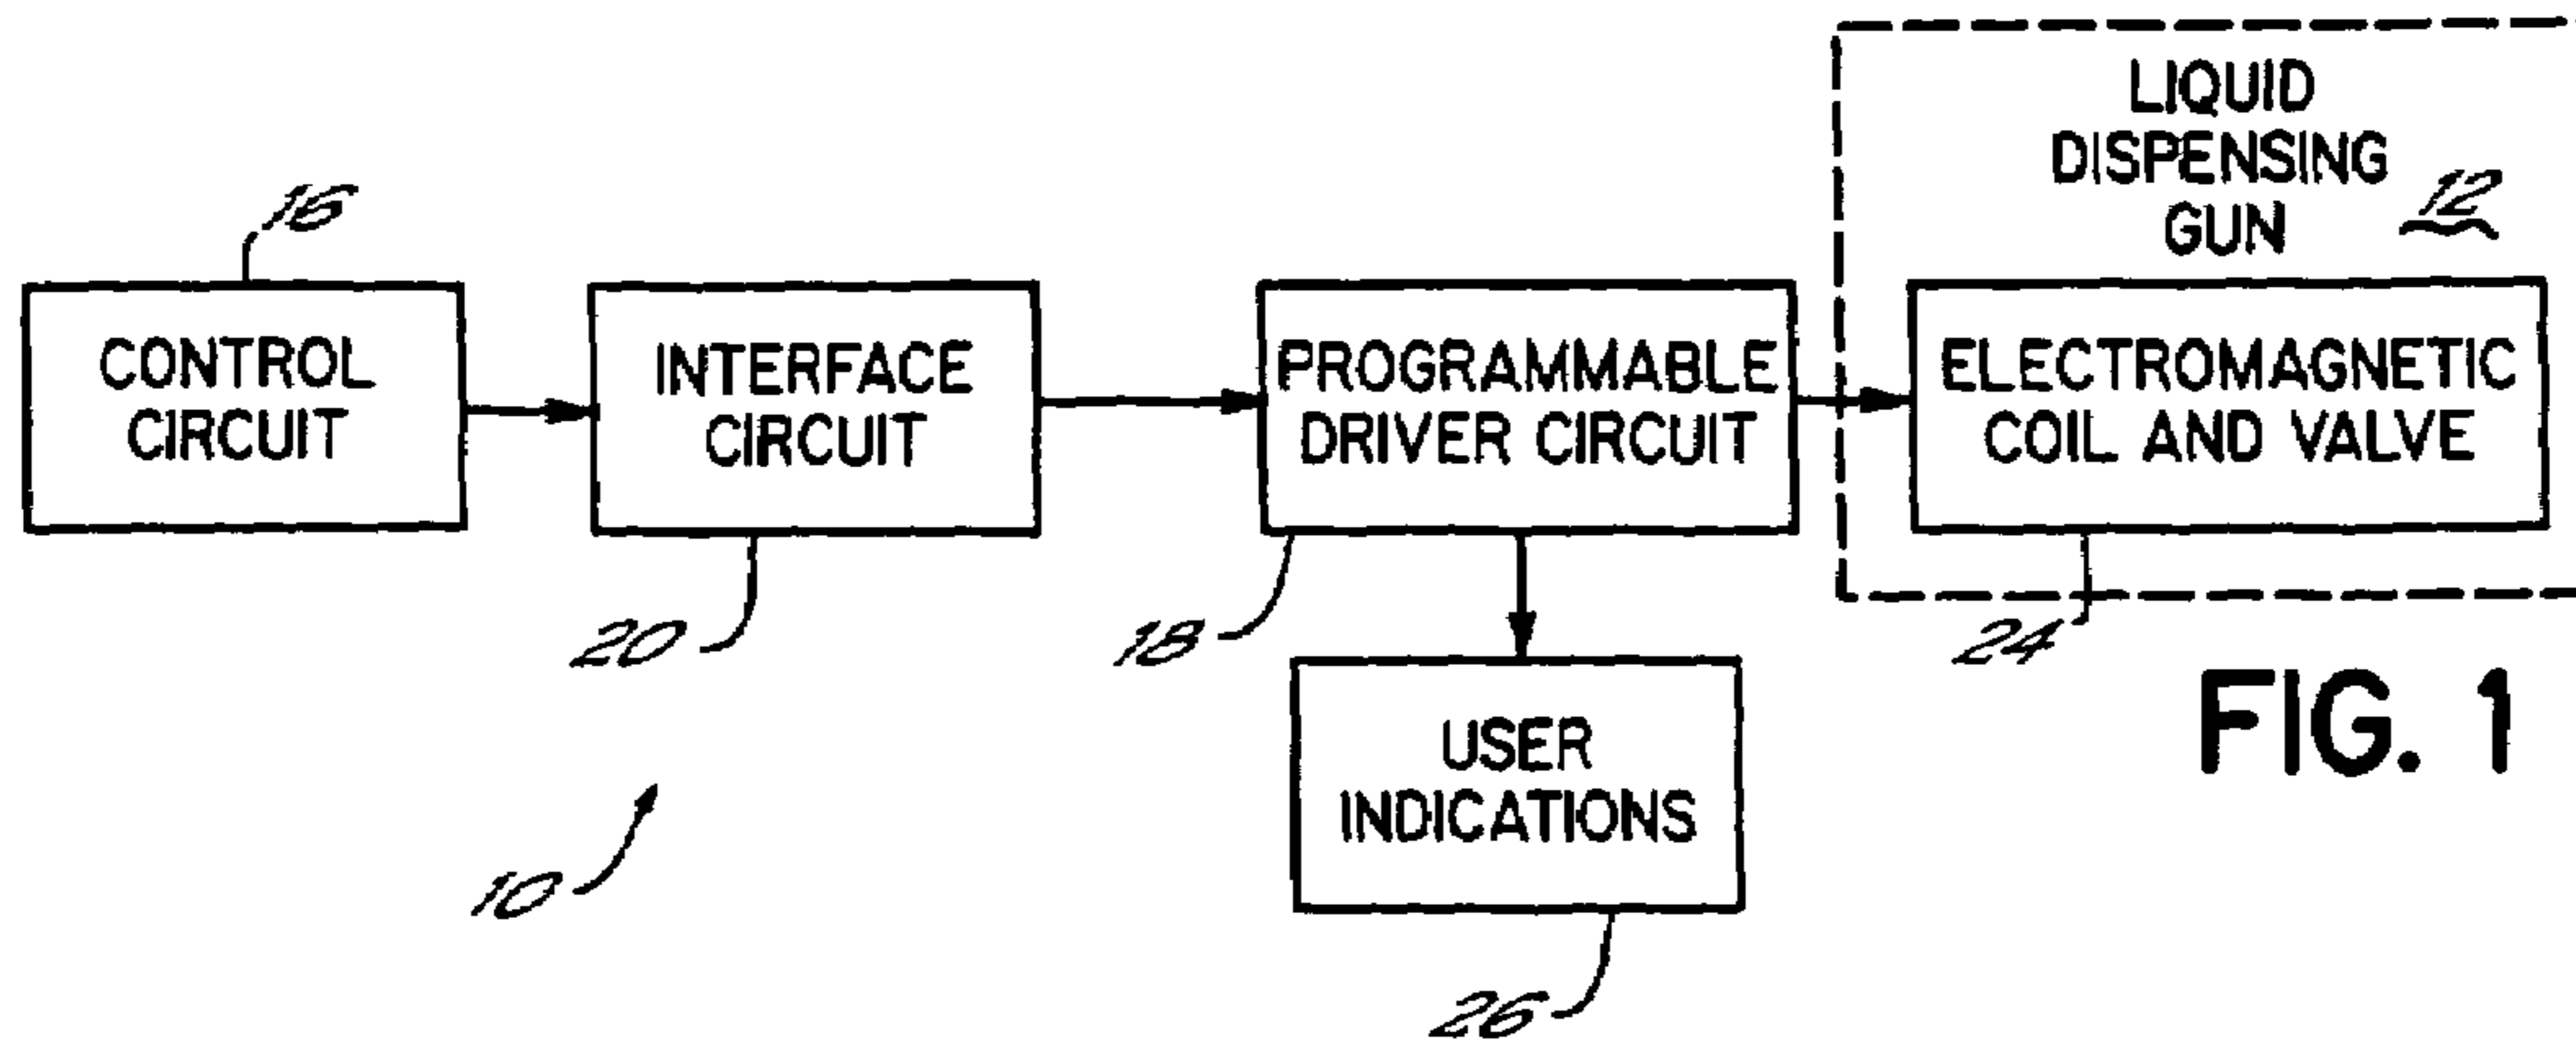 LIQUID
DISPENSING
GUN
12
16
CONTROL
CIRCUIT
INTERFACE
CIRCUIT
PROGRAMMABLE
DRIVER CIRCUIT
ELECTROMAGNETIC
COIL AND VALVE
20
18
24
FIG. 1
USER
INDICATIONS
10
26